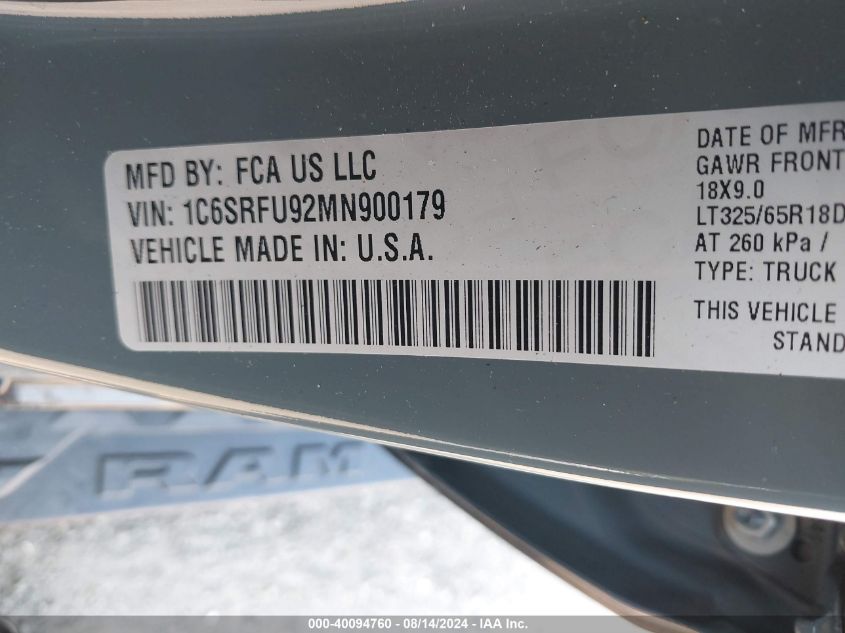 MFD BY: FCA US LLC
VIN: 1C6SRFU92MN900179
VEHICLE MADE IN: U.S.A.
DATE OF MFR
GAWR FRONT
18X9.0
LT325/65R18D
AT 260 kPa /
TYPE: TRUCK
THIS VEHICLE
STAND
RAM
000-40094760 - 08/14/2024 - IAA Inc.